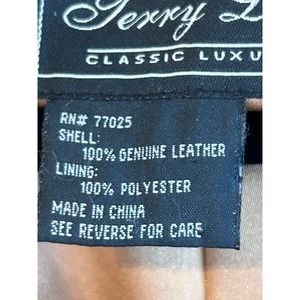 CLASSIC LUXU
RN# 77025
SHELL:
100% GENUINE LEATHER
LINING:
100% POLYESTER
MADE IN CHINA
SEE REVERSE FOR CARE